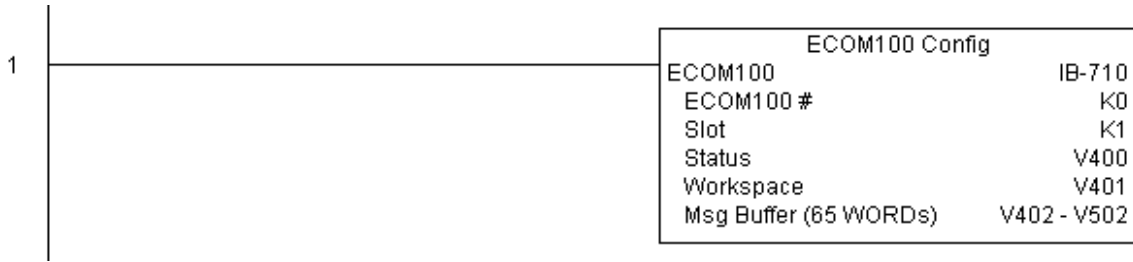 ECOM100 Config
1
ECOM100 IB-710
ECOM100 # K0
Slot K1
Status V400
Workspace V401
Msg Buffer (65 WORDs) V402 - V502